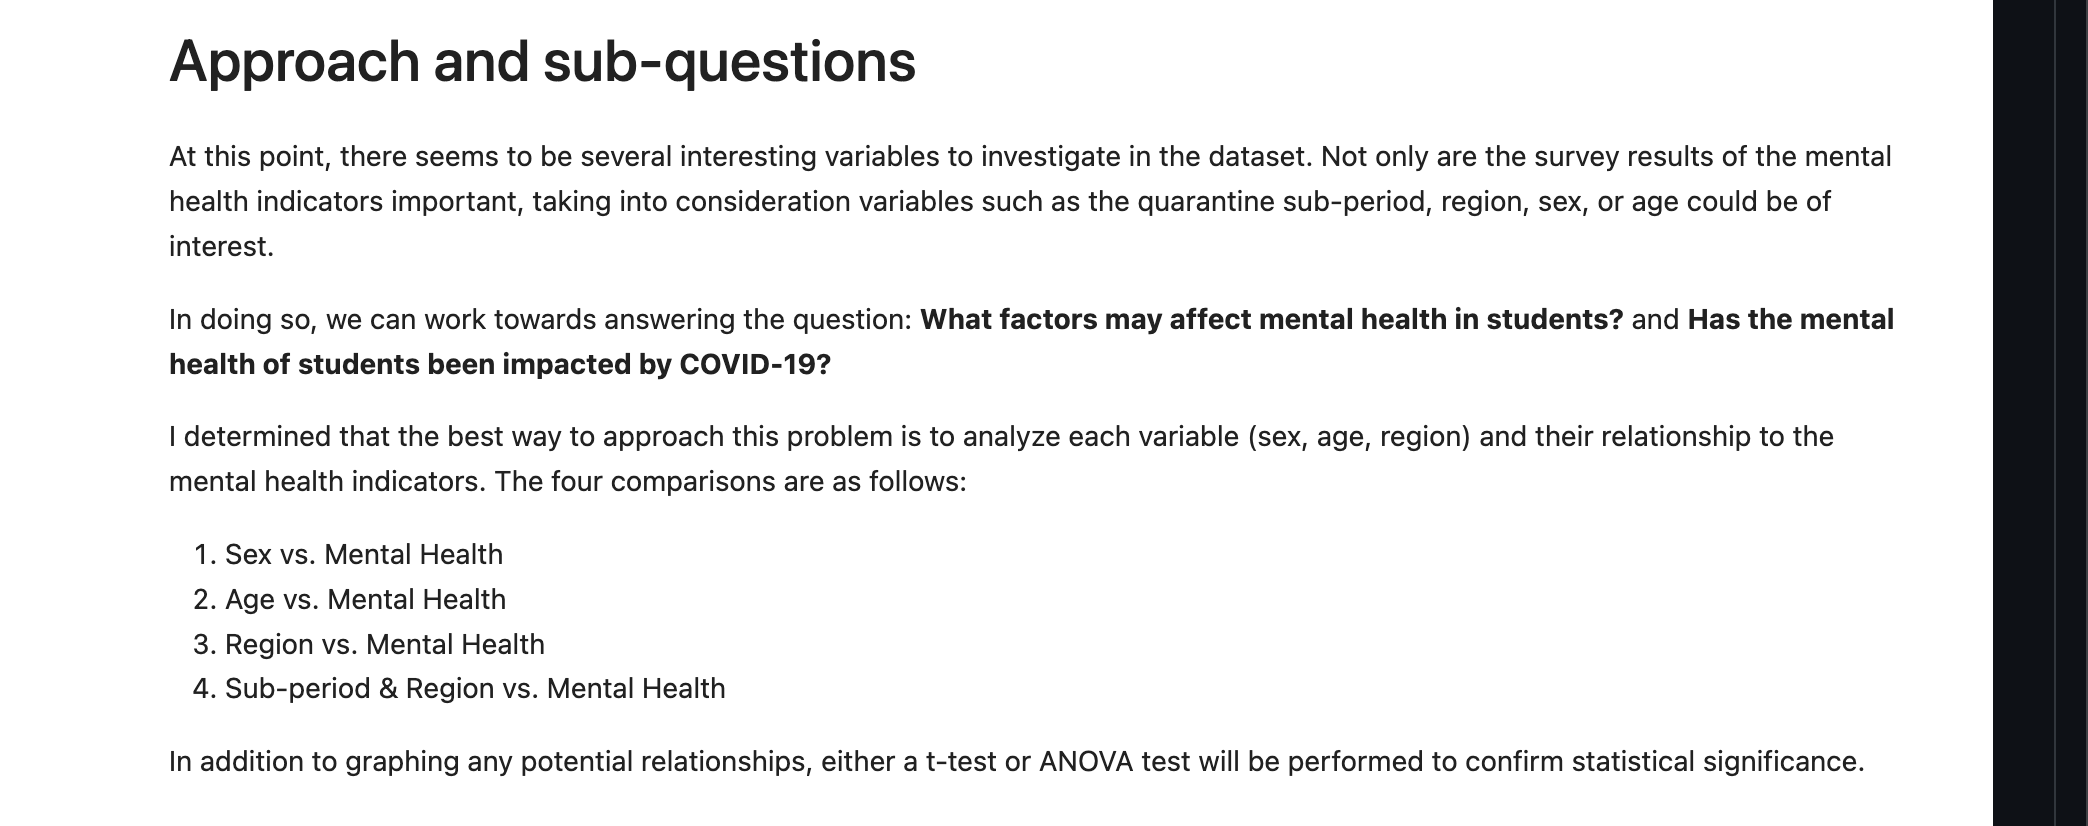 Approach and sub-questions
At this point, there seems to be several interesting variables to investigate in the dataset. Not only are the survey results of the mental
health indicators important, taking into consideration variables such as the quarantine sub-period, region, sex, or age could be of
interest.
In doing so, we can work towards answering the question: What factors may affect mental health in students? and Has the mental
health of students been impacted by COVID-19?
I determined that the best way to approach this problem is to analyze each variable (sex, age, region) and their relationship to the
mental health indicators. The four comparisons are as follows:
1. Sex vs. Mental Health
2. Age vs. Mental Health
3. Region vs. Mental Health
4. Sub-period & Region vs. Mental Health
In addition to graphing any potential relationships, either a t-test or ANOVA test will be performed to confirm statistical significance.